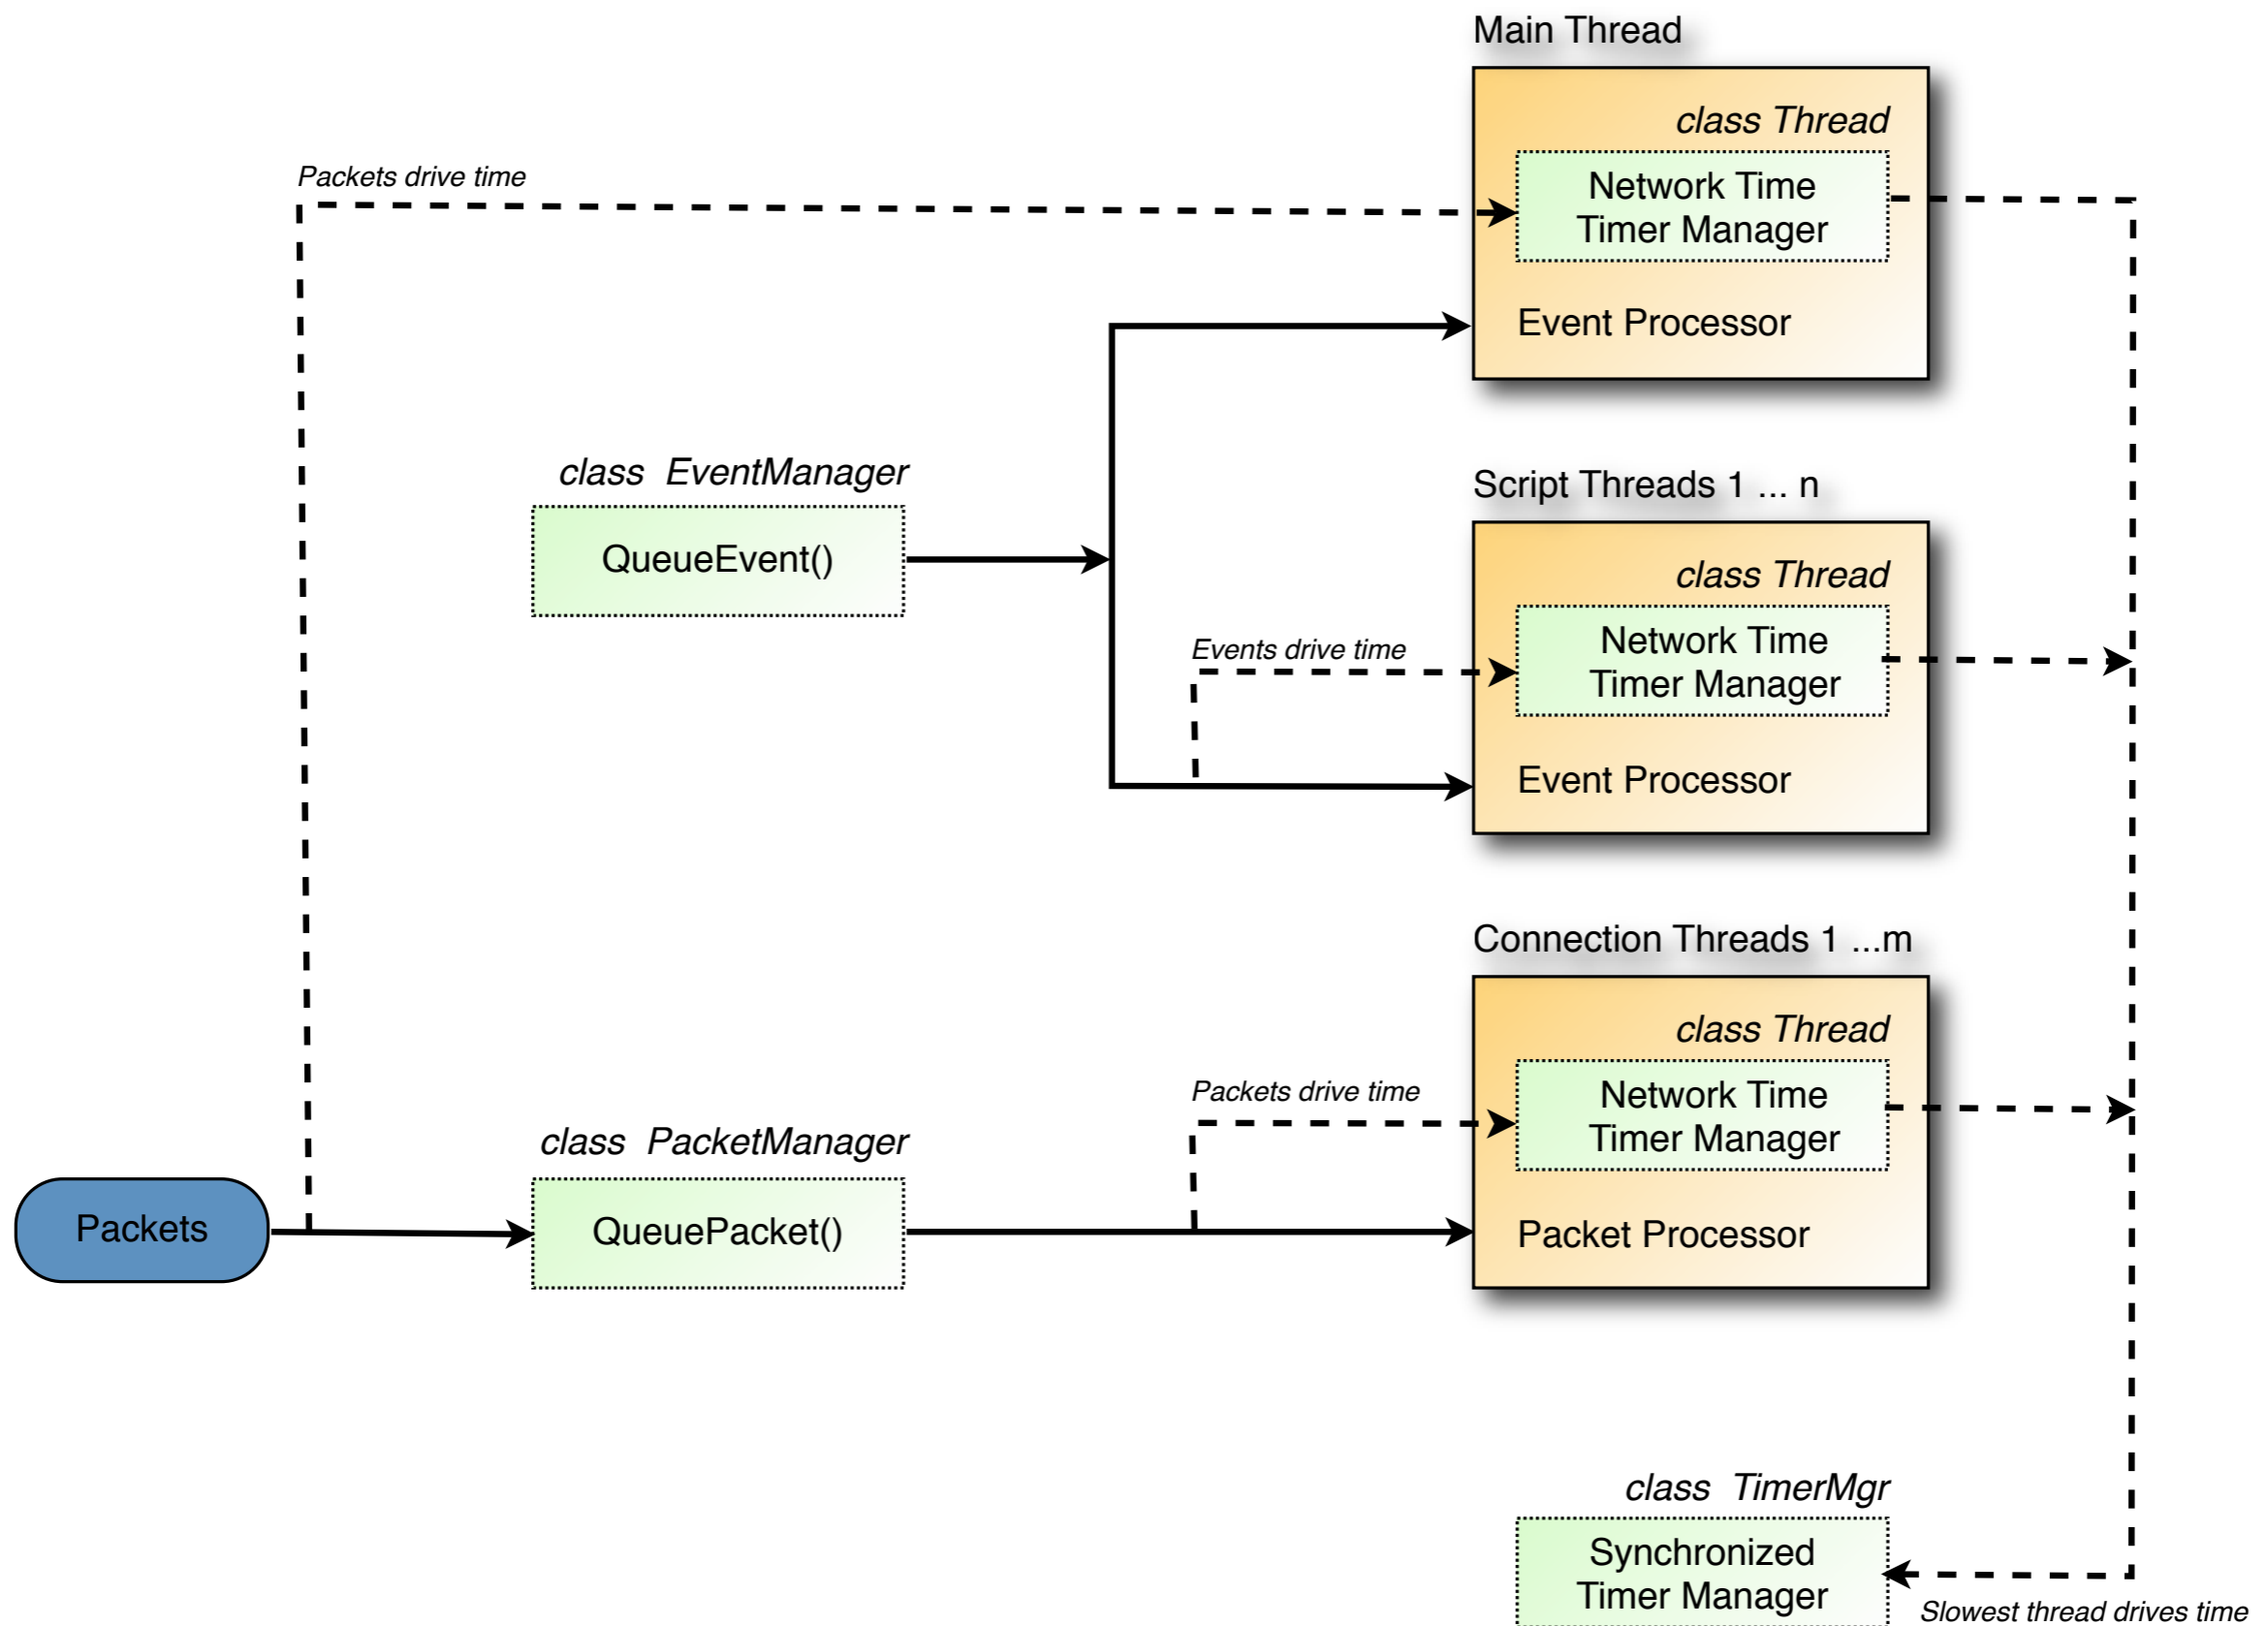 Main Thread
class Thread
Packets drive time
Network Time
Timer Manager
Event Processor
class EventManager
QueueEvent()
Script Threads 1 ... n
class Thread
Events drive time
Network Time
Timer Manager
Event Processor
Connection Threads 1 ...m
class Thread
Packets drive time
Network Time
Timer Manager
class PacketManager
Packets
QueuePacket()
Packet Processor
class TimerMgr
Synchronized
Timer Manager
Slowest thread drives time